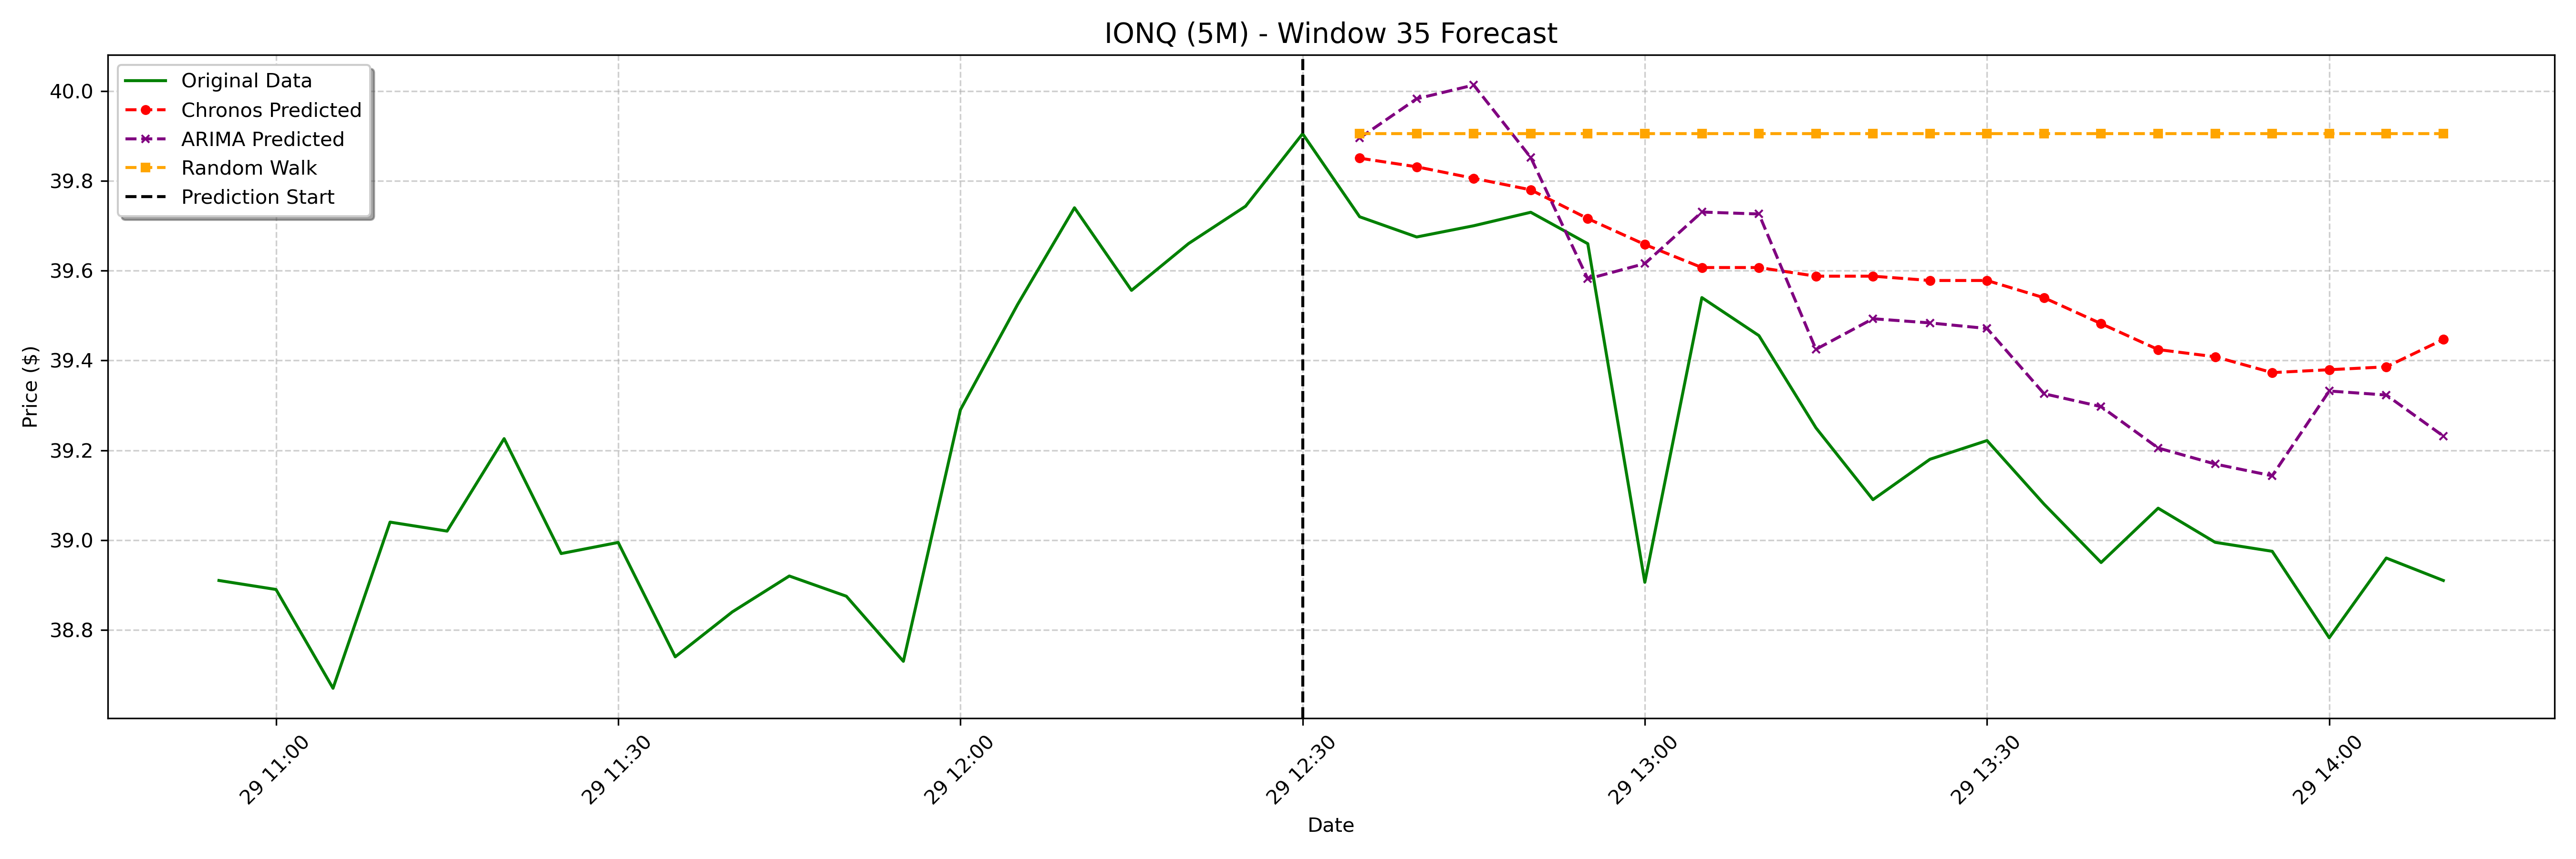 IONQ (5M) - Window 35 Forecast
Original Data
Chronos Predicted
ARIMA Predicted
Random Walk
Prediction Start
Price ($)
40.0
39.8
39.6
39.4
39.2
39.0
38.8
29 11:00
29 11:30
29 12:00
29 12:30
29 13:00
29 13:30
29 14:00
Date